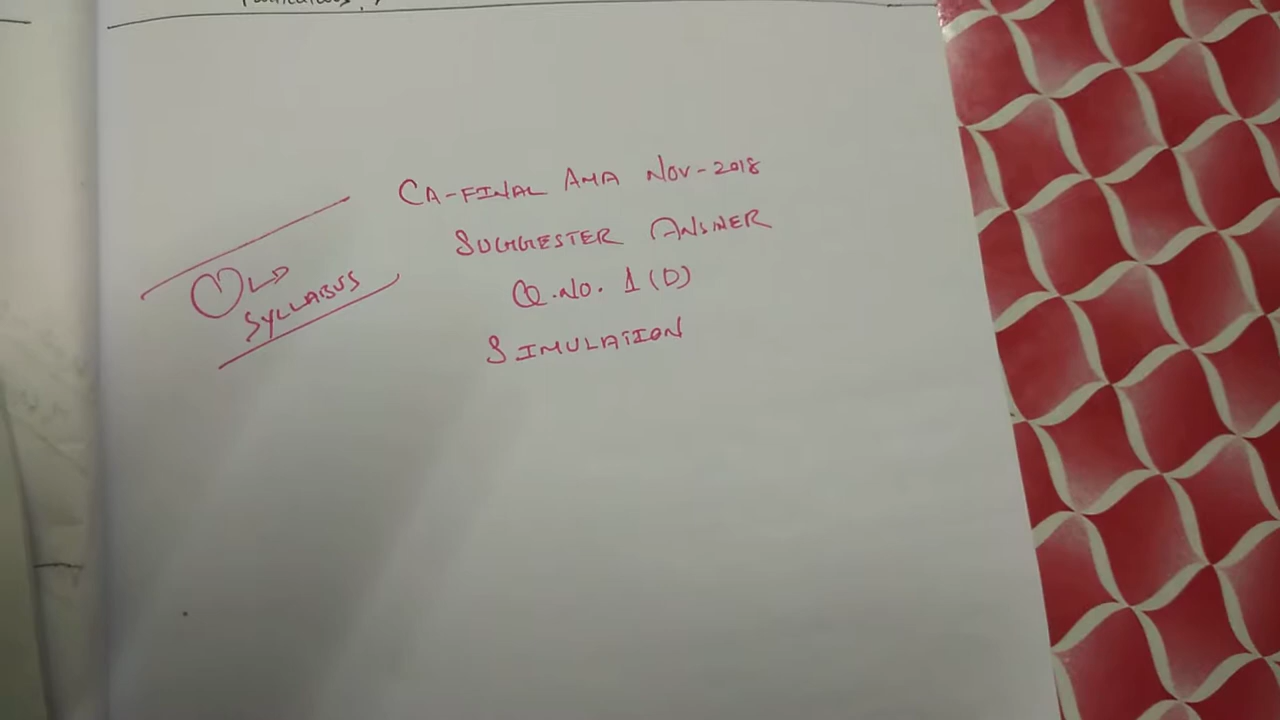 CA-FINAL AMA NOV-2018
SUGGESTER ANSWER
Q.NO. 1(D)
SIMULATION
OLD
SYLLABUS